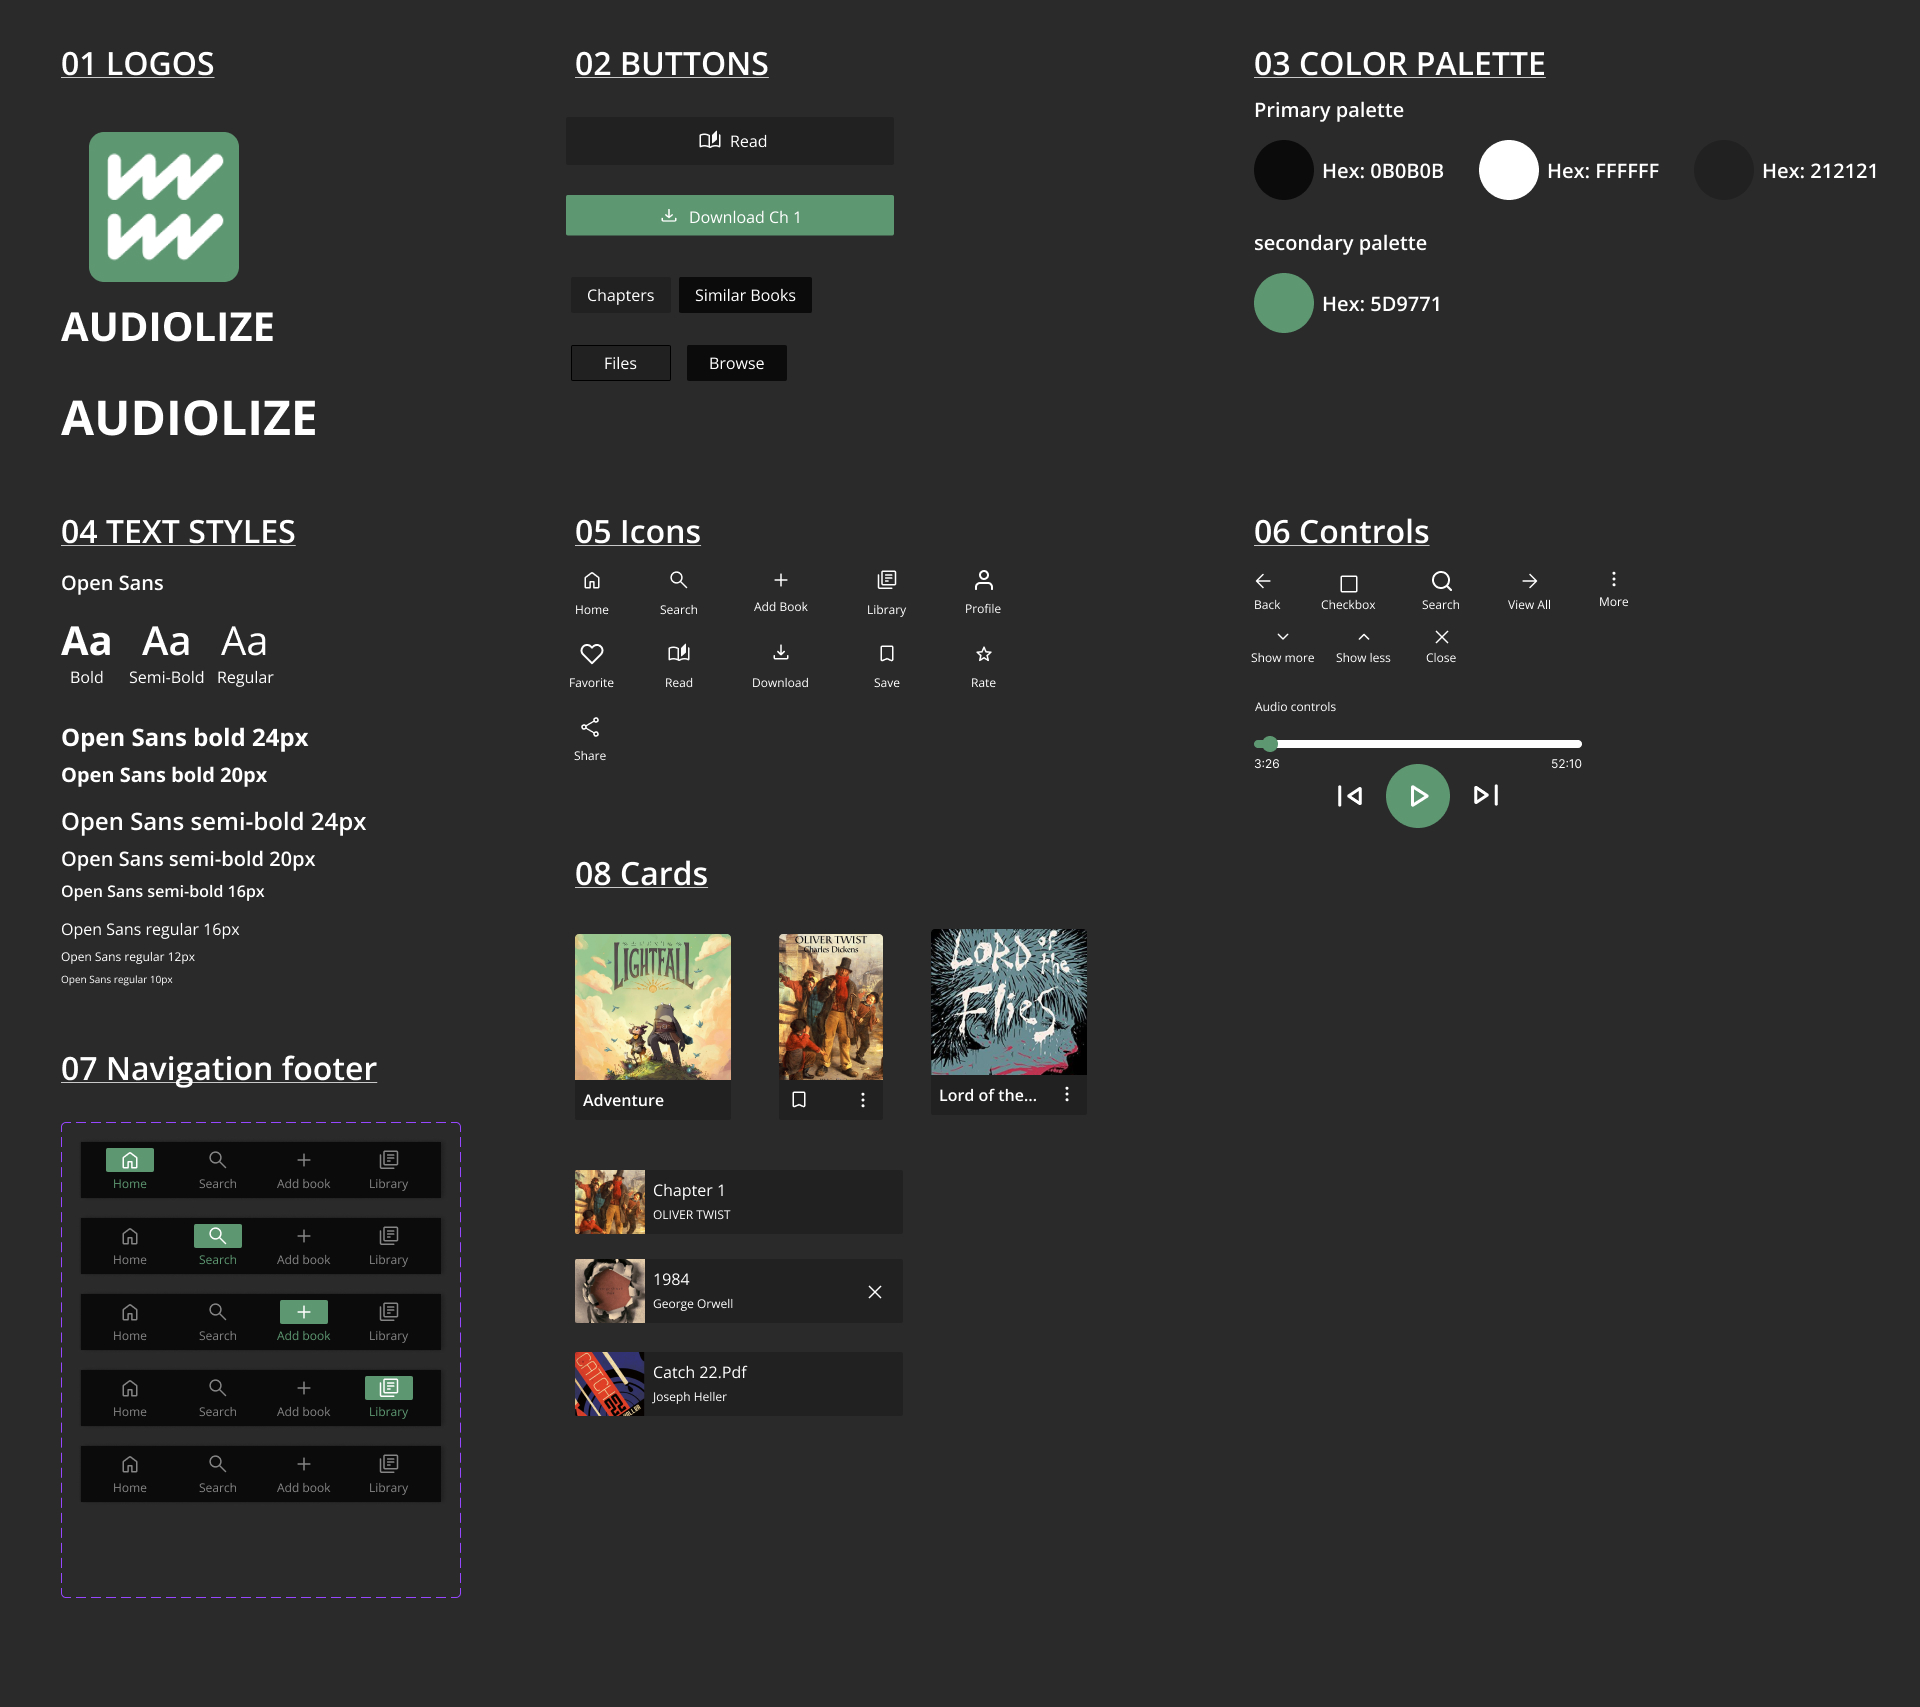 01 LOGOS
AUDIOLIZE
AUDIOLIZE
02 BUTTONS
Read
Download Ch 1
Chapters
Similar Books
Files
Browse
03 COLOR PALETTE
Primary palette
Hex: 0B0B0B
Hex: FFFFFF
Hex: 212121
secondary palette
Hex: 5D9771
04 TEXT STYLES
Open Sans
Aa Aa Aa
Bold Semi-Bold Regular
Open Sans bold 24px
Open Sans bold 20px
Open Sans semi-bold 24px
Open Sans semi-bold 20px
Open Sans semi-bold 16px
Open Sans regular 16px
Open Sans regular 12px
Open Sans regular 10px
05 Icons
Home Search Add Book Library Profile
Favorite Read Download Save Rate
Share
06 Controls
Back Checkbox Search View All More
Show more Show less Close
Audio controls
3:26 52:10
07 Navigation footer
Home Search Add book Library
Home Search Add book Library
Home Search Add book Library
Home Search Add book Library
Home Search Add book Library
08 Cards
LIGHTFALL
Adventure
OLIVER TWIST
Charles Dickens
LORD of
the
FlieS
Lord of the...
Chapter 1
OLIVER TWIST
1984
George Orwell
CATCH
Catch 22.Pdf
Joseph Heller